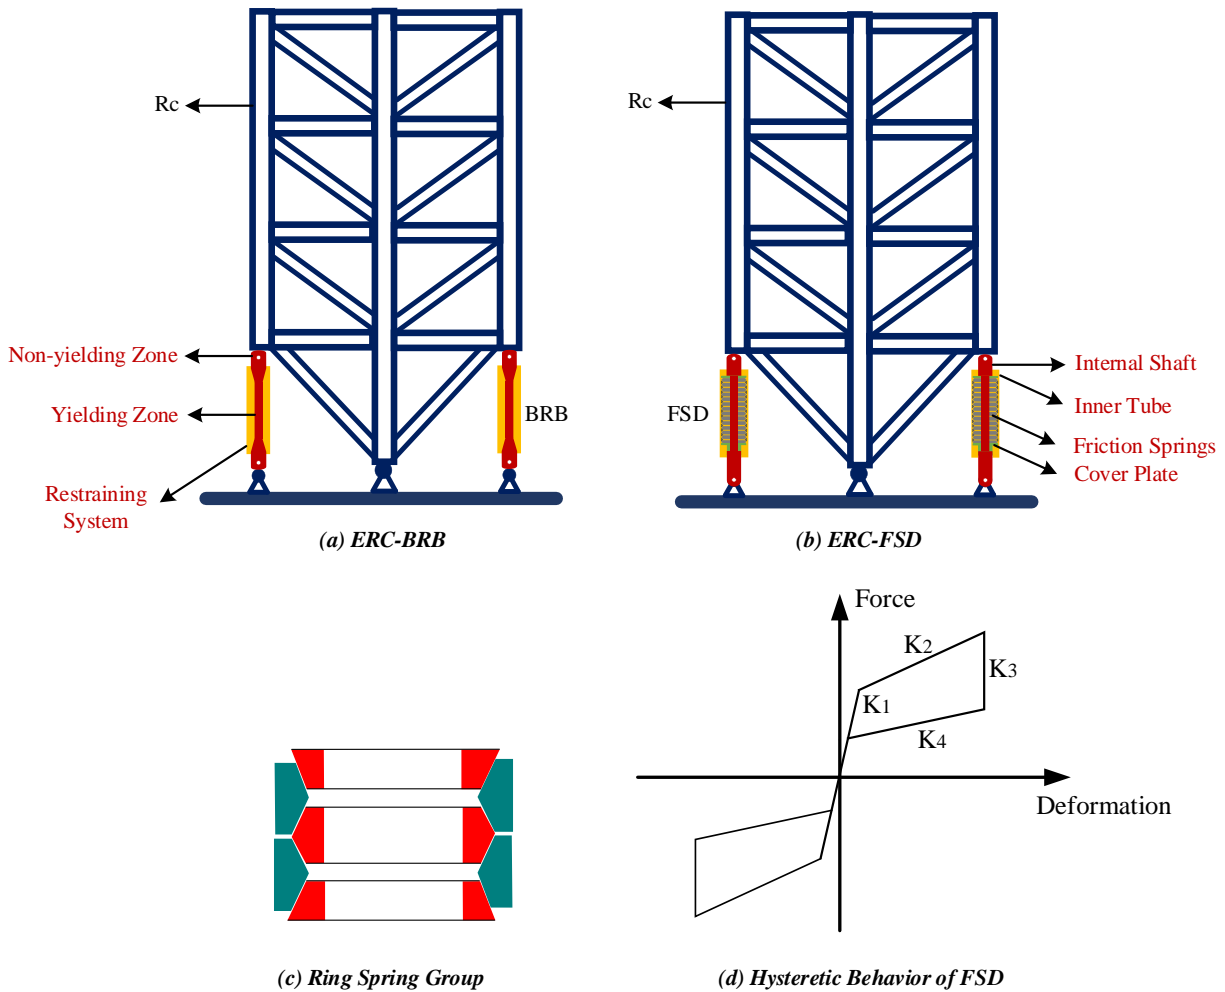 Rc
Non-yielding Zone
Yielding Zone
BRB
Restraining
System
(a) ERC-BRB
Rc
FSD
Internal Shaft
Inner Tube
Friction Springs
Cover Plate
(b) ERC-FSD
(c) Ring Spring Group
Force
K2
K3
K1
K4
Deformation
(d) Hysteretic Behavior of FSD